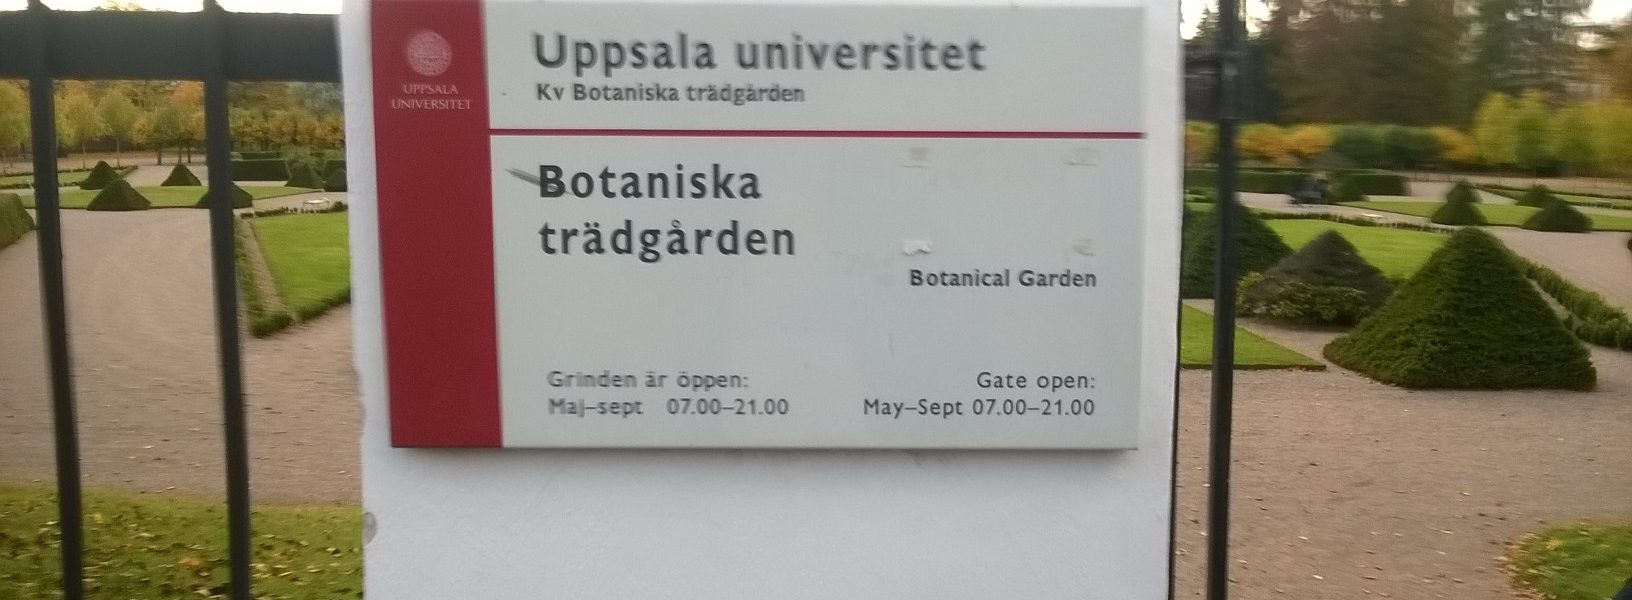 UPPSALA
UNIVERSITET
Uppsala universitet
Kv Botaniska trädgården
Botaniska
trädgården
Botanical Garden
Grinden är öppen:
Maj–sept 07.00–21.00
Gate open:
May–Sept 07.00–21.00